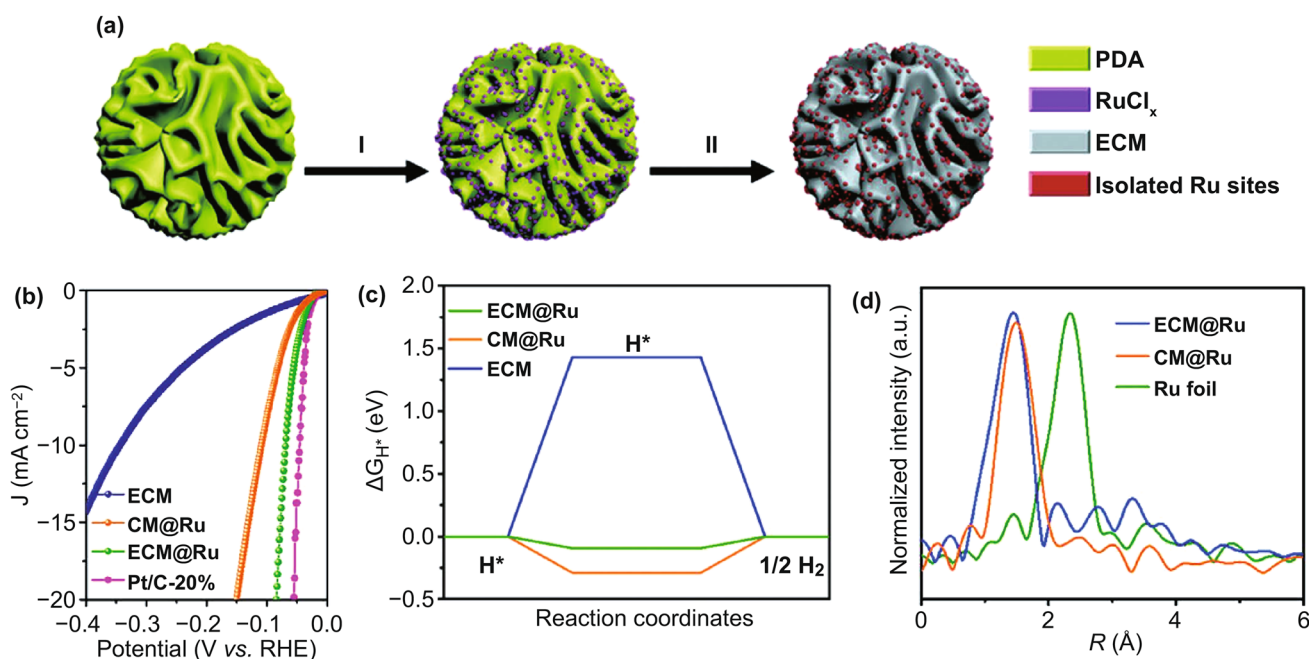 (a)
I
II
PDA
RuClx
ECM
Isolated Ru sites
(b)
0
−5
−10
−15
−20
J (mA cm−2)
ECM
CM@Ru
ECM@Ru
Pt/C-20%
−0.4 −0.3 −0.2 −0.1 0.0
Potential (V vs. RHE
(c)
2.0
1.5
1.0
0.50
0.0
−0.5
ΔGH* (eV)
ECM@Ru
CM@Ru
ECM
H*
H*
1/2 H2
Reaction coordinates
(d)
Normalized intensity (a.u.)
ECM@Ru
CM@Ru
Ru foil
0 2 4 6
R (Å)